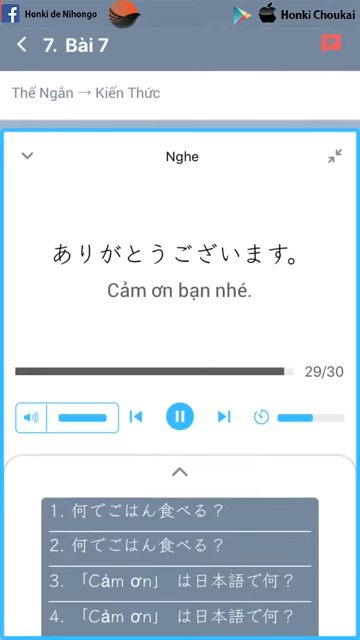 Honki de Nihongo
Honki Choukai
7. Bài 7
Thể Ngắn → Kiến Thức
Nghe
ありがとうございます。
Cảm ơn bạn nhé.
29/30
1. 何でごはん食べる？
2. 何でごはん食べる？
3. 「Cảm ơn」 は日本語で何？
4. 「Cảm ơn」 は日本語で何？